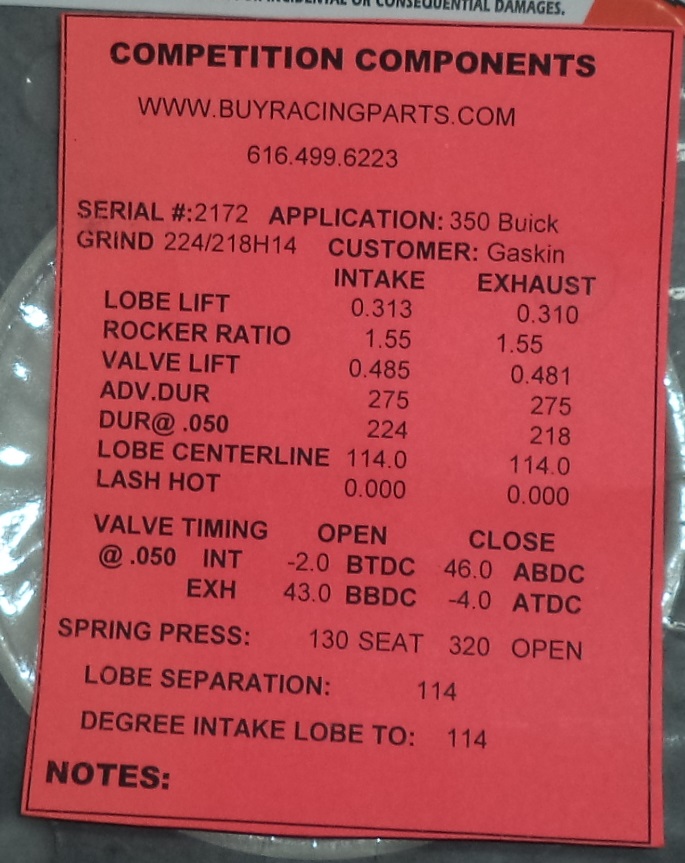 OR CONSEQUENTIAL DAMAGES.
COMPETITION COMPONENTS
WWW.BUYRACINGPARTS.COM
616.499.6223
SERIAL #:2172 APPLICATION: 350 Buick
GRIND 224/218H14 CUSTOMER: Gaskin
INTAKE EXHAUST
LOBE LIFT 0.313 0.310
ROCKER RATIO 1.55 1.55
VALVE LIFT 0.485 0.481
ADV.DUR 275 275
DUR@ .050 224 218
LOBE CENTERLINE 114.0 114.0
LASH HOT 0.000 0.000
VALVE TIMING OPEN CLOSE
@ .050 INT -2.0 BTDC 46.0 ABDC
EXH 43.0 BBDC -4.0 ATDC
SPRING PRESS: 130 SEAT 320 OPEN
LOBE SEPARATION: 114
DEGREE INTAKE LOBE TO: 114
NOTES: